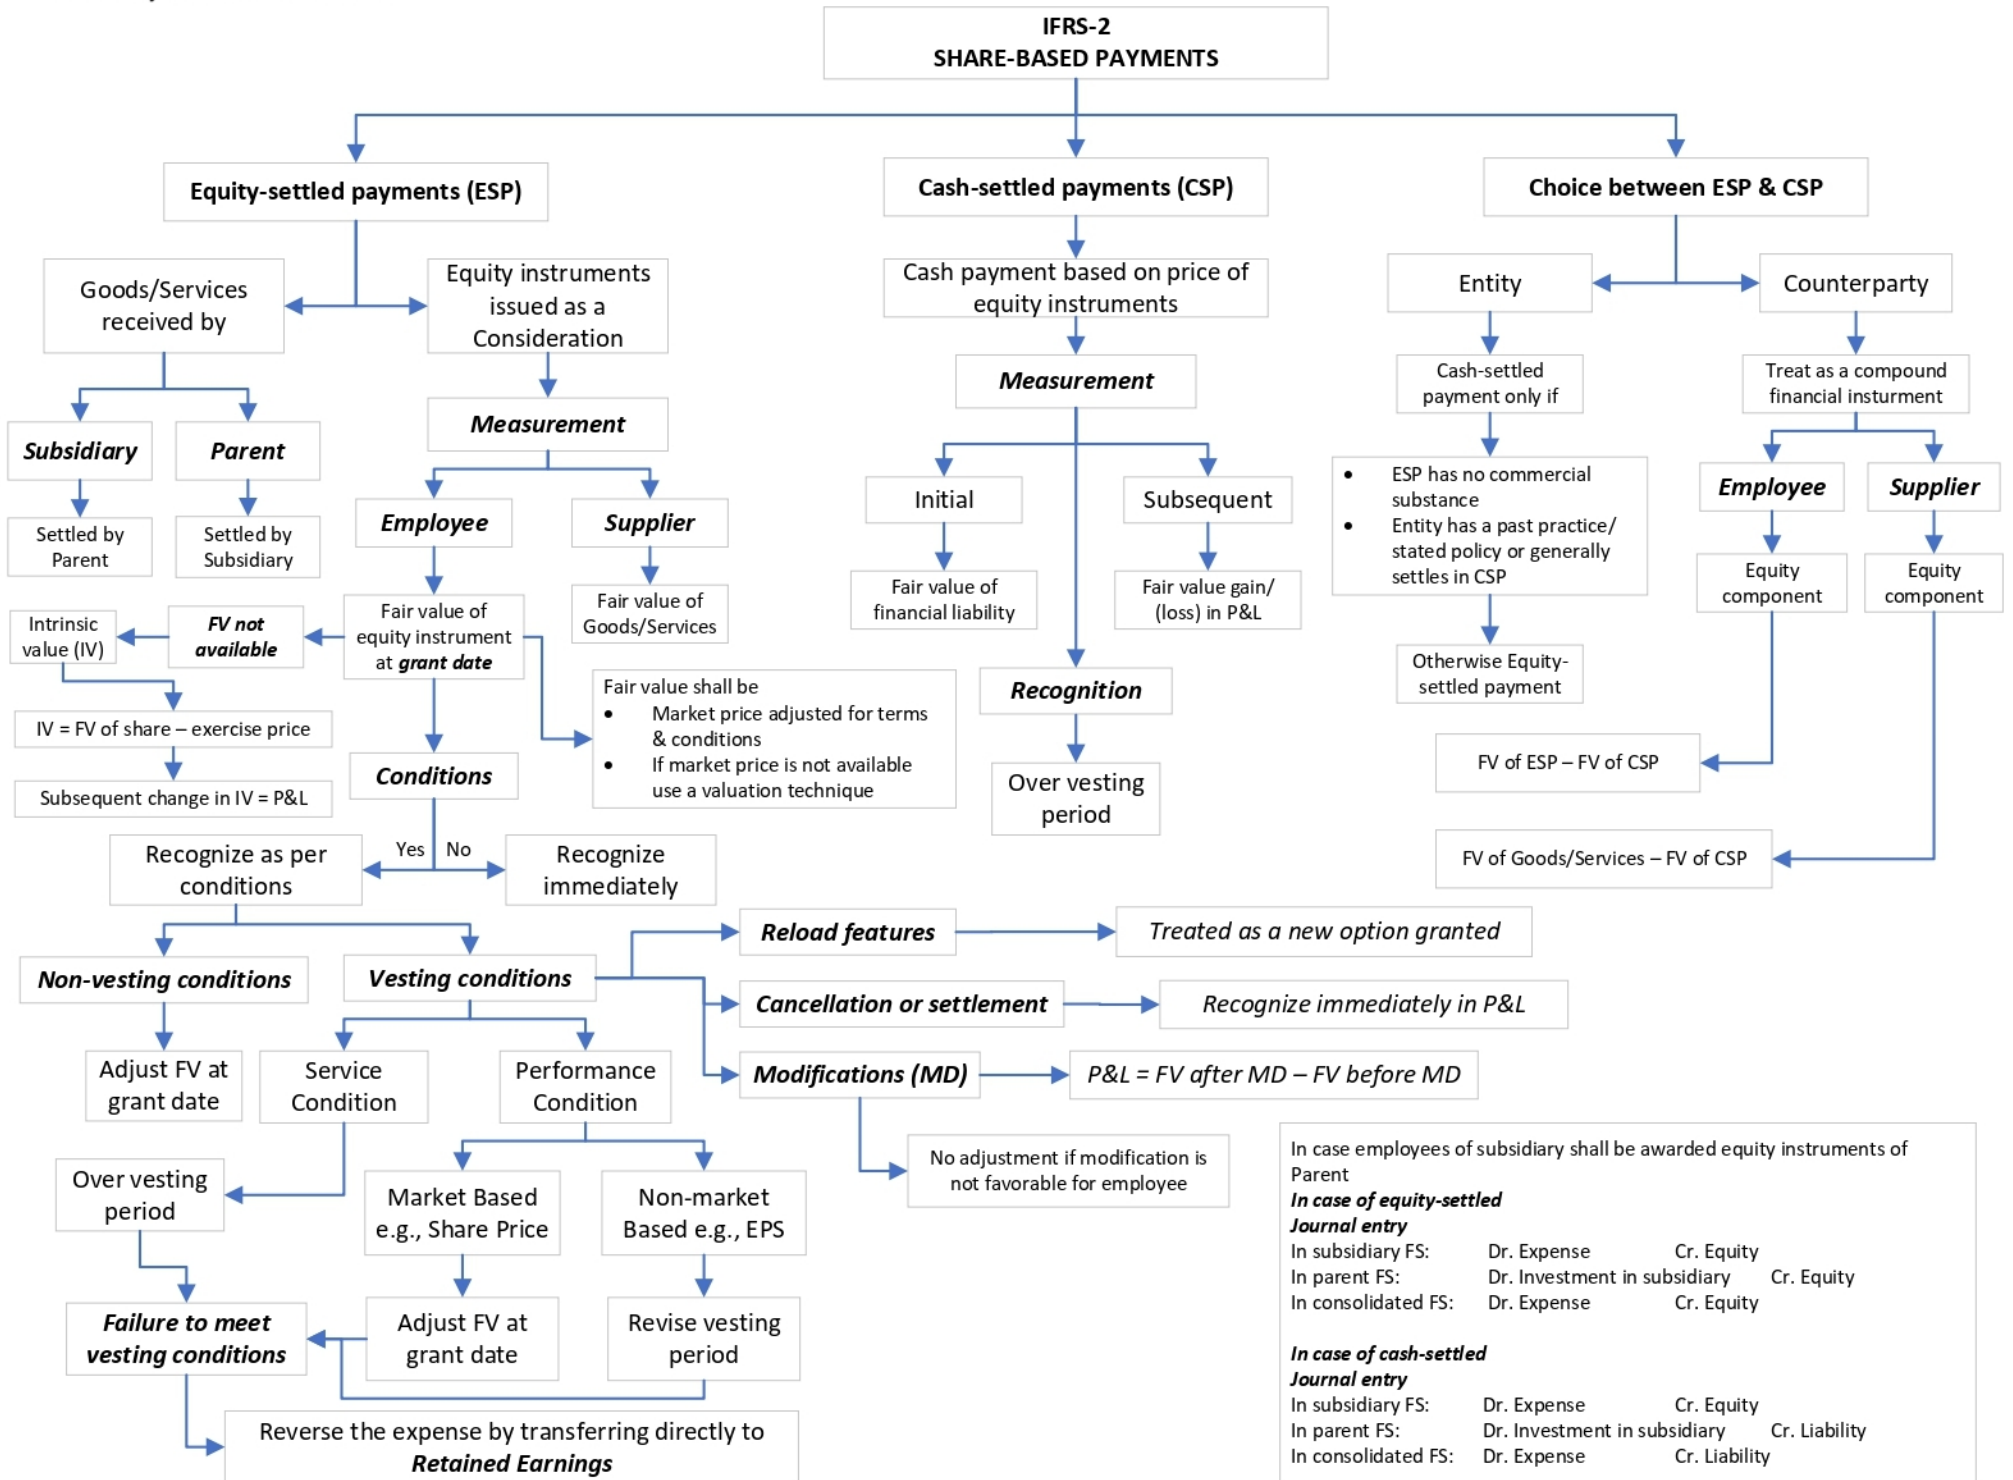 IFRS-2
SHARE-BASED PAYMENTS
Equity-settled payments (ESP)
Cash-settled payments (CSP)
Choice between ESP & CSP
Goods/Services
received by
Equity instruments
issued as a
Consideration
Cash payment based on price of
equity instruments
Entity
Counterparty
Subsidiary
Parent
Settled by
Parent
Settled by
Subsidiary
Measurement
Employee
Supplier
Fair value of
equity instrument
at grant date
Fair value of
Goods/Services
FV not
available
Intrinsic
value (IV)
IV = FV of share – exercise price
Subsequent change in IV = P&L
Fair value shall be
• Market price adjusted for terms
& conditions
• If market price is not available
use a valuation technique
Conditions
Yes
No
Recognize as per
conditions
Recognize
immediately
Non-vesting conditions
Vesting conditions
Adjust FV at
grant date
Service
Condition
Performance
Condition
Over vesting
period
Market Based
e.g., Share Price
Non-market
Based e.g., EPS
Failure to meet
vesting conditions
Adjust FV at
grant date
Revise vesting
period
Reverse the expense by transferring directly to
Retained Earnings
Reload features
Treated as a new option granted
Cancellation or settlement
Recognize immediately in P&L
Modifications (MD)
P&L = FV after MD – FV before MD
No adjustment if modification is
not favorable for employee
Measurement
Initial
Subsequent
Fair value of
financial liability
Fair value gain/
(loss) in P&L
Recognition
Over vesting
period
Cash-settled
payment only if
• ESP has no commercial
substance
• Entity has a past practice/
stated policy or generally
settles in CSP
Otherwise Equity-
settled payment
Treat as a compound
financial insturment
Employee
Supplier
Equity
component
Equity
component
FV of ESP – FV of CSP
FV of Goods/Services – FV of CSP
In case employees of subsidiary shall be awarded equity instruments of
Parent
In case of equity-settled
Journal entry
In subsidiary FS: Dr. Expense Cr. Equity
In parent FS: Dr. Investment in subsidiary Cr. Equity
In consolidated FS: Dr. Expense Cr. Equity
In case of cash-settled
Journal entry
In subsidiary FS: Dr. Expense Cr. Equity
In parent FS: Dr. Investment in subsidiary Cr. Liability
In consolidated FS: Dr. Expense Cr. Liability